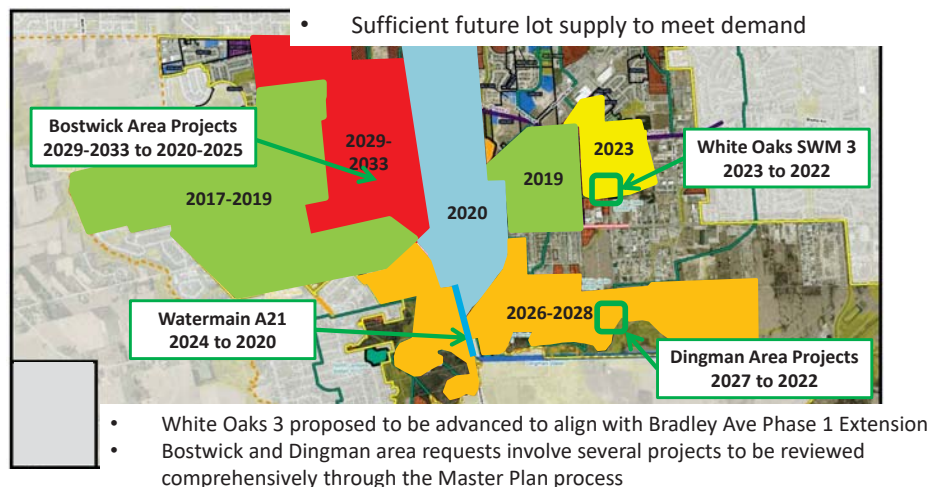 • Sufficient future lot supply to meet demand
Bostwick Area Projects
2029-2033 to 2020-2025
2029-
2033
2023
White Oaks SWM 3
2023 to 2022
2017-2019
2019
2020
2026-2028
Watermain A21
2024 to 2020
Dingman Area Projects
2027 to 2022
• White Oaks 3 proposed to be advanced to align with Bradley Ave Phase 1 Extension
• Bostwick and Dingman area requests involve several projects to be reviewed
comprehensively through the Master Plan process